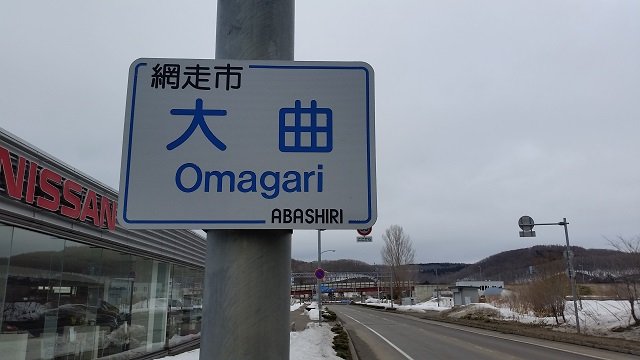 網走市
大曲
Omagari
ABASHIRI
NISSAN